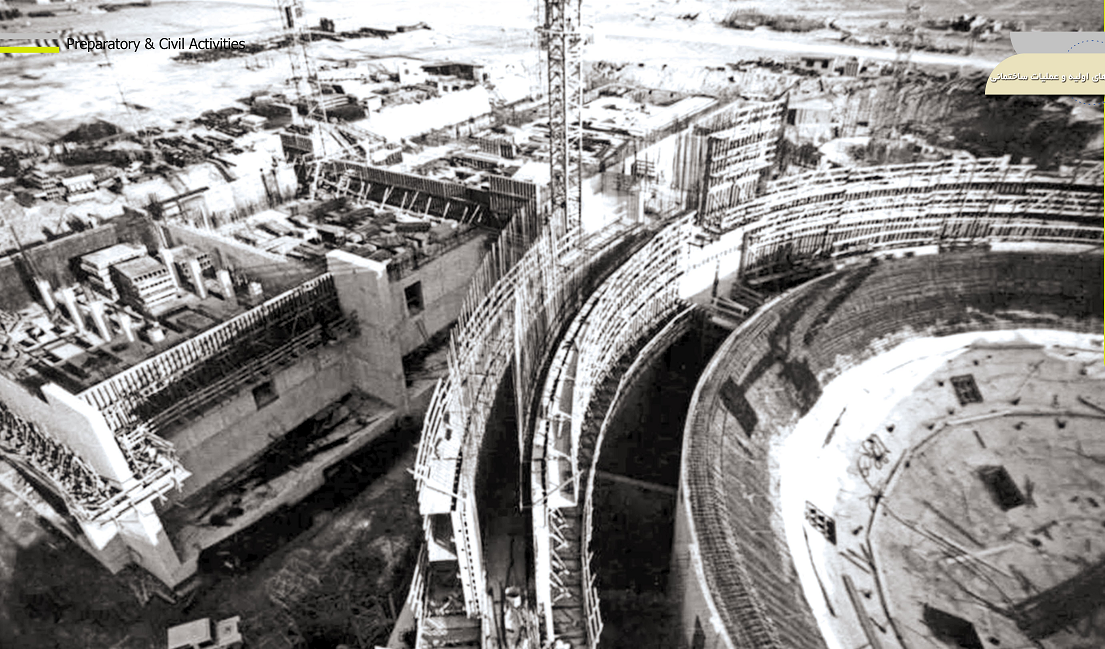 Preparatory & Civil Activities
های اولیه و عملیات ساختمانی